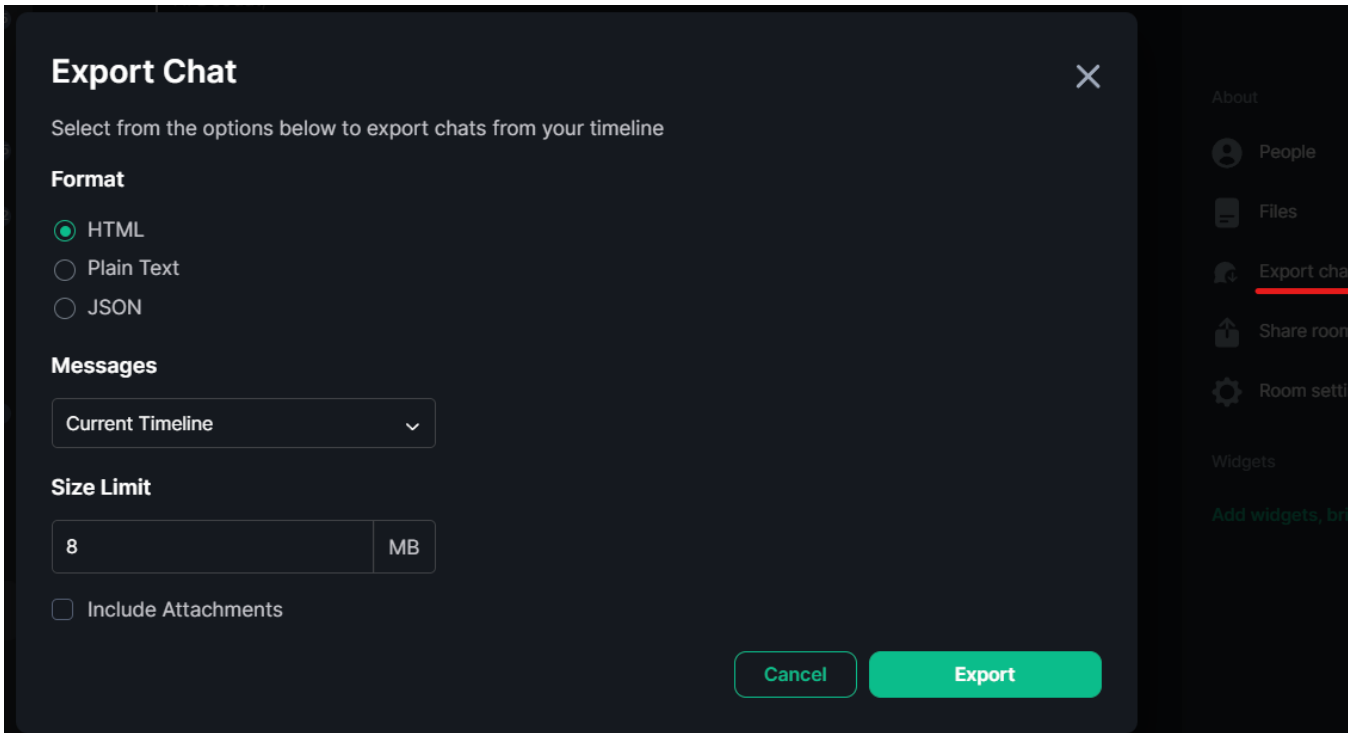 Export Chat
Select from the options below to export chats from your timeline
Format
HTML
Plain Text
JSON
Messages
Current Timeline
Size Limit
8 MB
Include Attachments
Cancel Export
About
People
Files
Export cha
Share room
Room setti
Widgets
Add widgets, bri